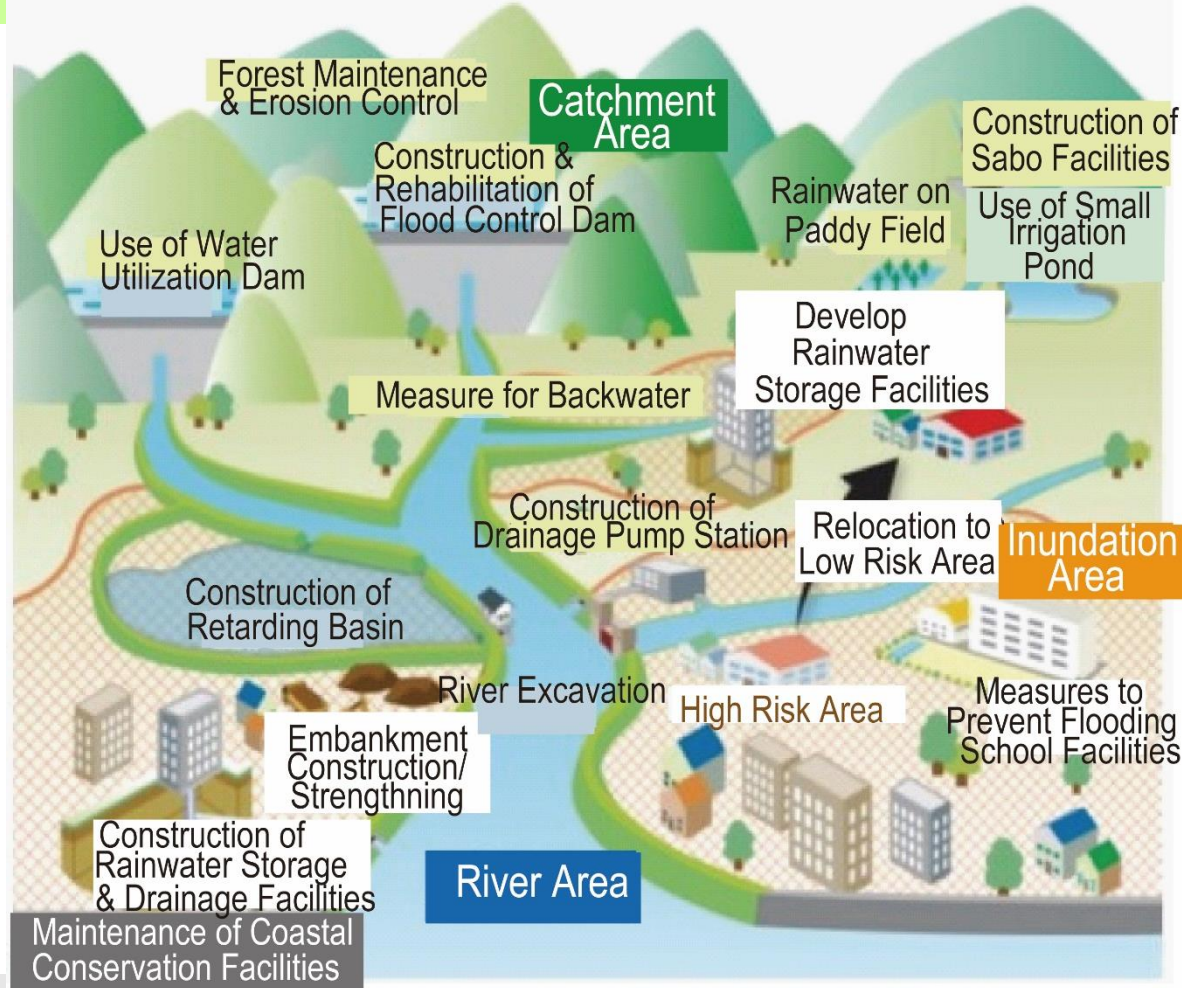 Forest Maintenance
& Erosion Control
Catchment
Area
Construction of
Sabo Facilities
Construction &
Rehabilitation of
Flood Control Dam
Rainwater on
Paddy Field
Use of Small
Irrigation
Pond
Use of Water
Utilization Dam
Develop
Rainwater
Storage Facilities
Measure for Backwater
Construction of
Drainage Pump Station
Relocation to
Low Risk Area
Inundation
Area
Construction of
Retarding Basin
River Excavation
High Risk Area
Measures to
Prevent Flooding
School Facilities
Embankment
Construction/
Strengthning
Construction of
Rainwater Storage
& Drainage Facilities
River Area
Maintenance of Coastal
Conservation Facilities